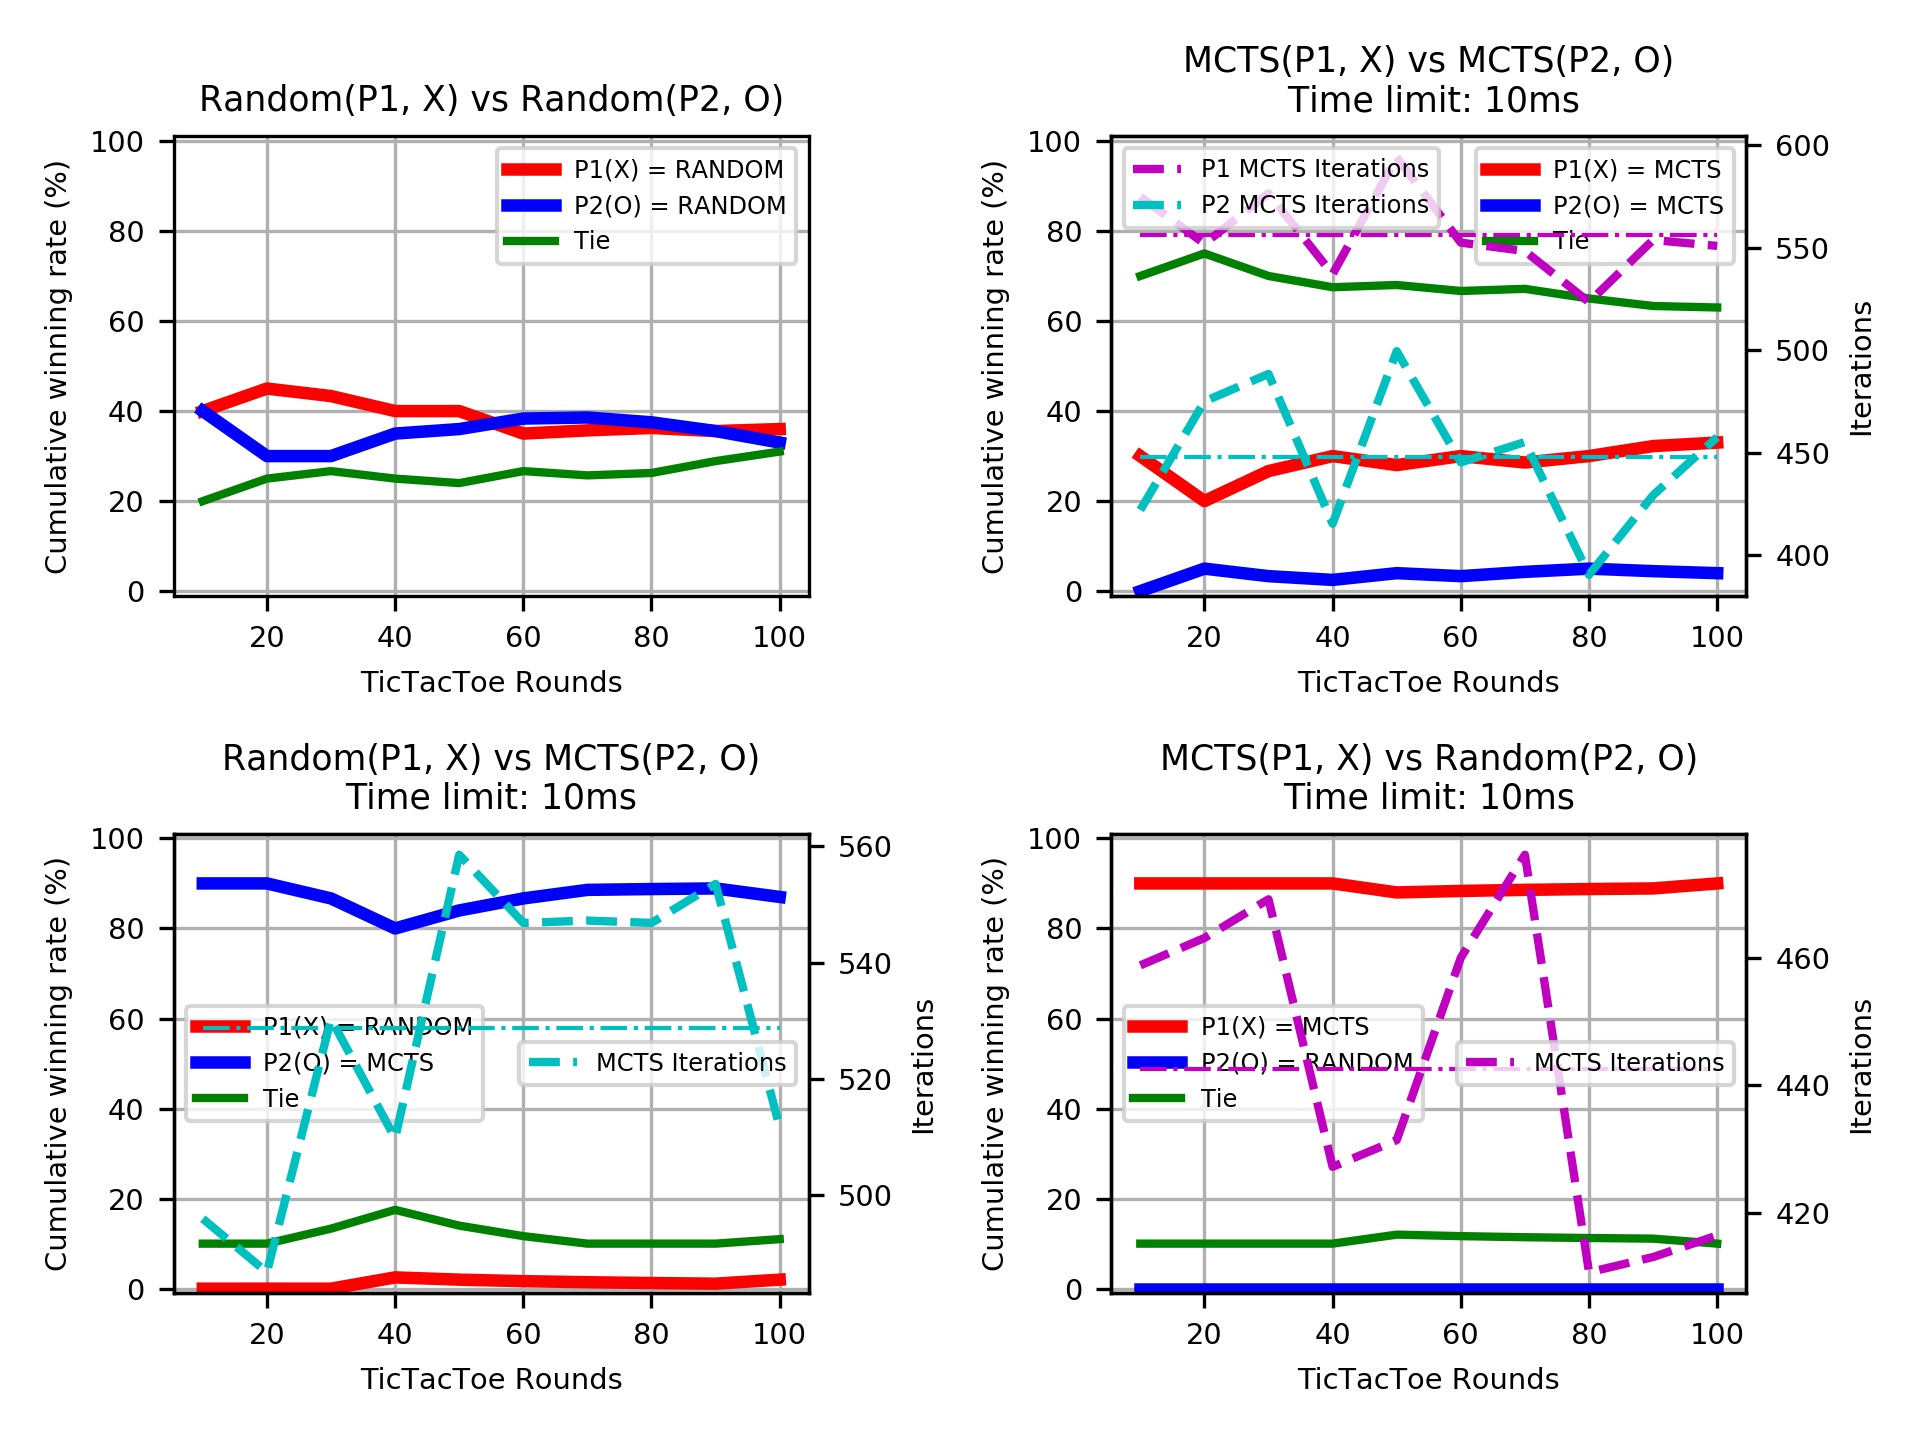 Random(P1, X) vs Random(P2, O)
Cumulative winning rate (%)
100
80
60
40
20
0
P1(X) = RANDOM
P2(O) = RANDOM
Tie
20 40 60 80 100
TicTacToe Rounds
MCTS(P1, X) vs MCTS(P2, O)
Time limit: 10ms
Cumulative winning rate (%)
100
80
60
40
20
0
P1 MCTS Iterations
P2 MCTS Iterations
P1(X) = MCTS
P2(O) = MCTS
Tie
600
550
500
450
400
Iterations
20 40 60 80 100
TicTacToe Rounds
Random(P1, X) vs MCTS(P2, O)
Time limit: 10ms
Cumulative winning rate (%)
100
80
60
40
20
0
P1(X) = RANDOM
P2(O) = MCTS
Tie
MCTS Iterations
560
540
520
500
Iterations
20 40 60 80 100
TicTacToe Rounds
MCTS(P1, X) vs Random(P2, O)
Time limit: 10ms
Cumulative winning rate (%)
100
80
60
40
20
0
P1(X) = MCTS
P2(O) = RANDOM
Tie
MCTS Iterations
460
440
420
Iterations
20 40 60 80 100
TicTacToe Rounds